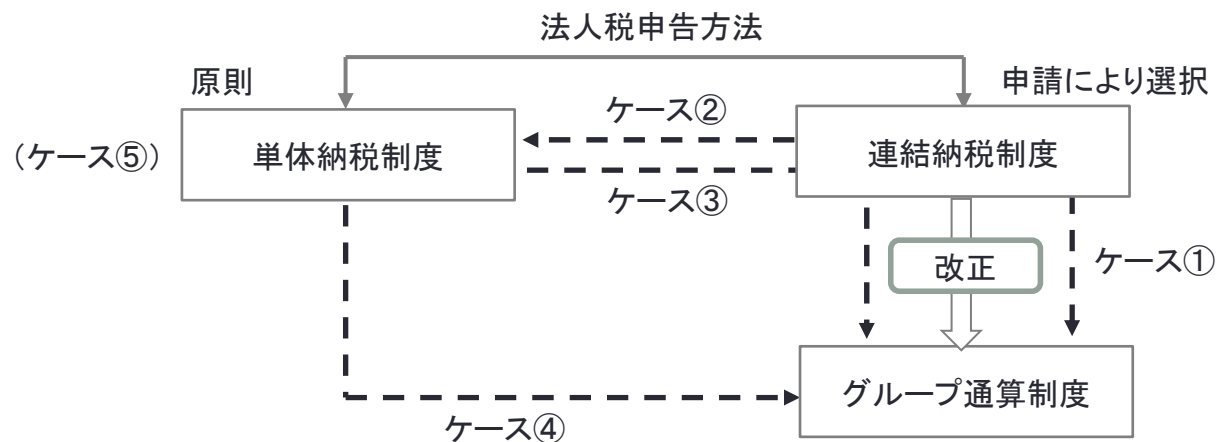 法人税申告方法
原則
申請により選択
ケース②
(ケース⑤)
単体納税制度
連結納税制度
ケース③
改正
ケース①
グループ通算制度
ケース④